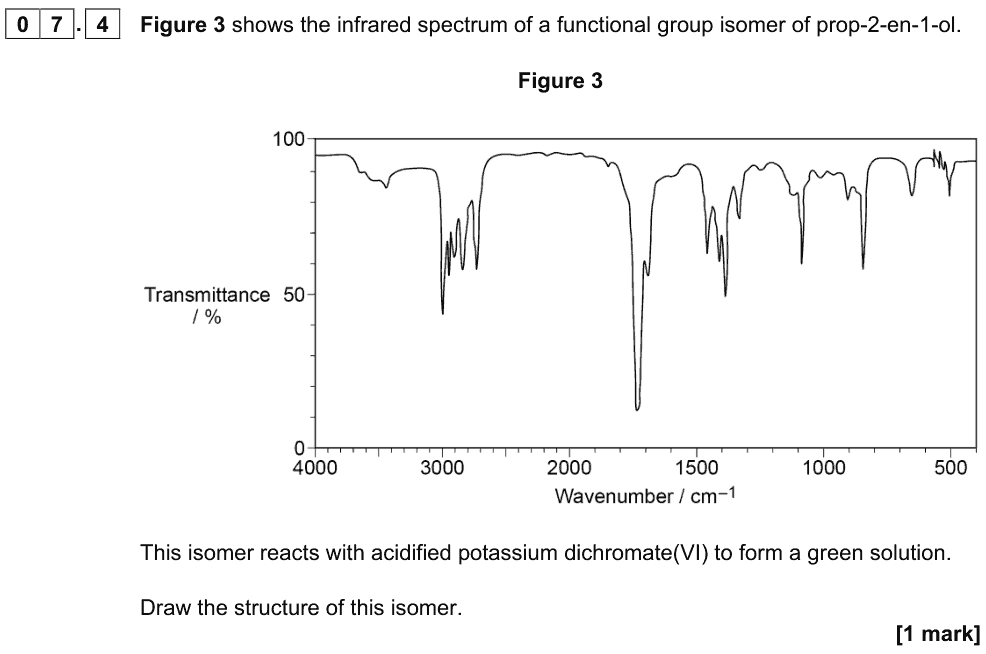 0 7 . 4 Figure 3 shows the infrared spectrum of a functional group isomer of prop-2-en-1-ol.
Figure 3
100
Transmittance / %
50
0
4000 3000 2000 1500 1000 500
Wavenumber / cm–1
This isomer reacts with acidified potassium dichromate(VI) to form a green solution.
Draw the structure of this isomer.
[1 mark]